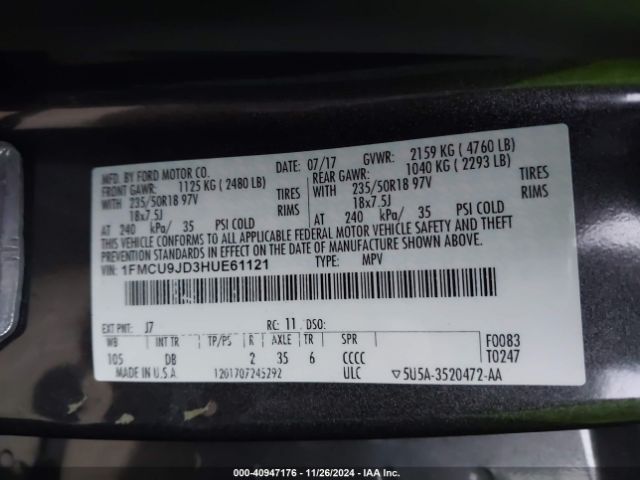 MFD. BY FORD MOTOR CO.
DATE: 07/17 GVWR: 2159 KG ( 4760 LB)
FRONT GAWR: 1125 KG ( 2480 LB) REAR GAWR: 1040 KG ( 2293 LB)
WITH 235/50R18 97V TIRES WITH 235/50R18 97V TIRES
18x7.5J RIMS 18x7.5J RIMS
AT 240 kPa/ 35 PSI COLD AT 240 kPa/ 35 PSI COLD
THIS VEHICLE CONFORMS TO ALL APPLICABLE FEDERAL MOTOR VEHICLE SAFETY AND THEFT
PREVENTION STANDARDS IN EFFECT ON THE DATE OF MANUFACTURE SHOWN ABOVE.
VIN: 1FMCU9JD3HUE61121 TYPE: MPV
EXT PNT: J7 RC: 11 DSO:
WB INT TR TP/PS R AXLE TR SPR F0083
105 DB 2 35 6 CCCC T0247
MADE IN U.S.A. 1201707245292 ULC ▽5U5A-3520472-AA
000-40947176 - 11/26/2024 - IAA Inc.